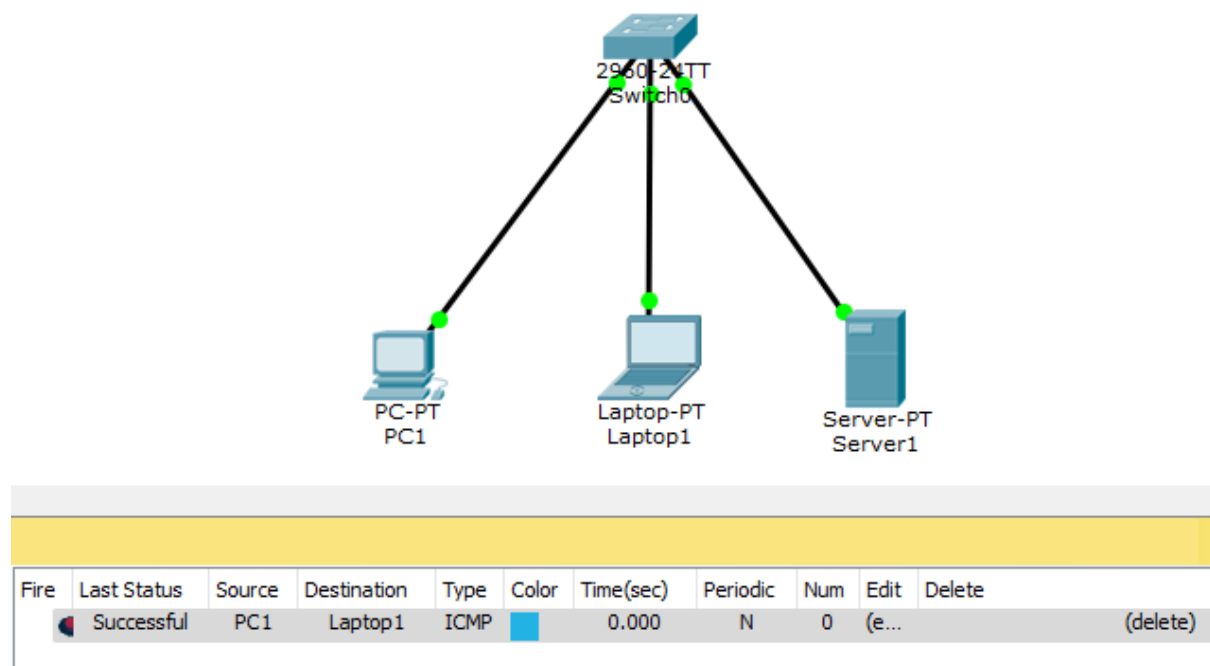 2960-24TT
Switch0
PC-PT
PC1
Laptop-PT
Laptop1
Server-PT
Server1
Fire Last Status Source Destination Type Color Time(sec) Periodic Num Edit Delete
Successful PC1 Laptop1 ICMP 0.000 N 0 (e... (delete)